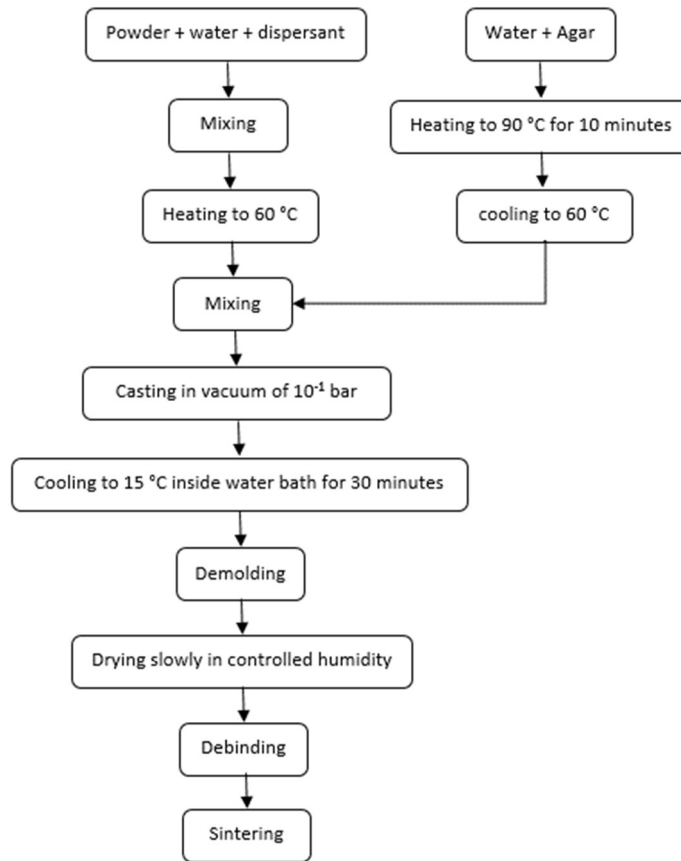 Powder + water + dispersant
Water + Agar
Mixing
Heating to 90 °C for 10 minutes
Heating to 60 °C
cooling to 60 °C
Mixing
Casting in vacuum of 10⁻¹ bar
Cooling to 15 °C inside water bath for 30 minutes
Demolding
Drying slowly in controlled humidity
Debinding
Sintering